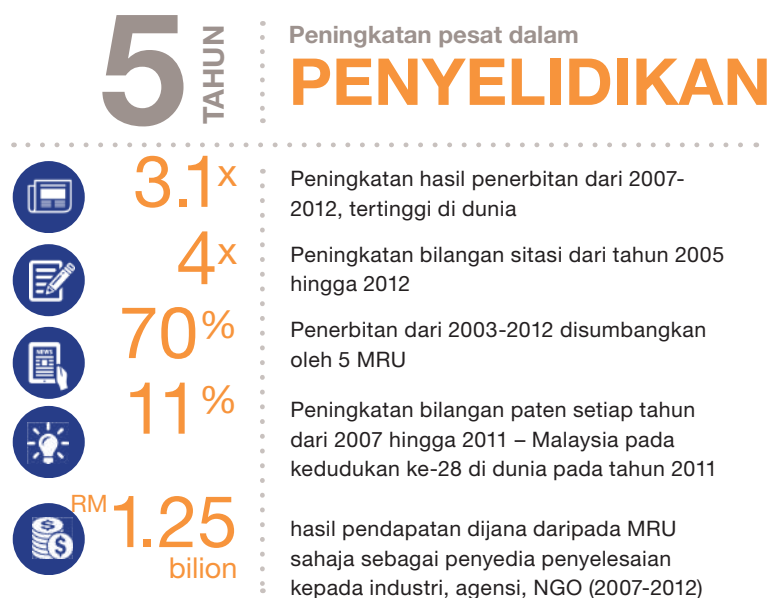 5 TAHUN
Peningkatan pesat dalam
PENYELIDIKAN
3.1x
Peningkatan hasil penerbitan dari 2007-
2012, tertinggi di dunia
4x
Peningkatan bilangan sitasi dari tahun 2005
hingga 2012
NEWS
70%
Penerbitan dari 2003-2012 disumbangkan
oleh 5 MRU
11%
Peningkatan bilangan paten setiap tahun
dari 2007 hingga 2011 – Malaysia pada
kedudukan ke-28 di dunia pada tahun 2011
$
$
RM 1.25
bilion
hasil pendapatan dijana daripada MRU
sahaja sebagai penyedia penyelesaian
kepada industri, agensi, NGO (2007-2012)